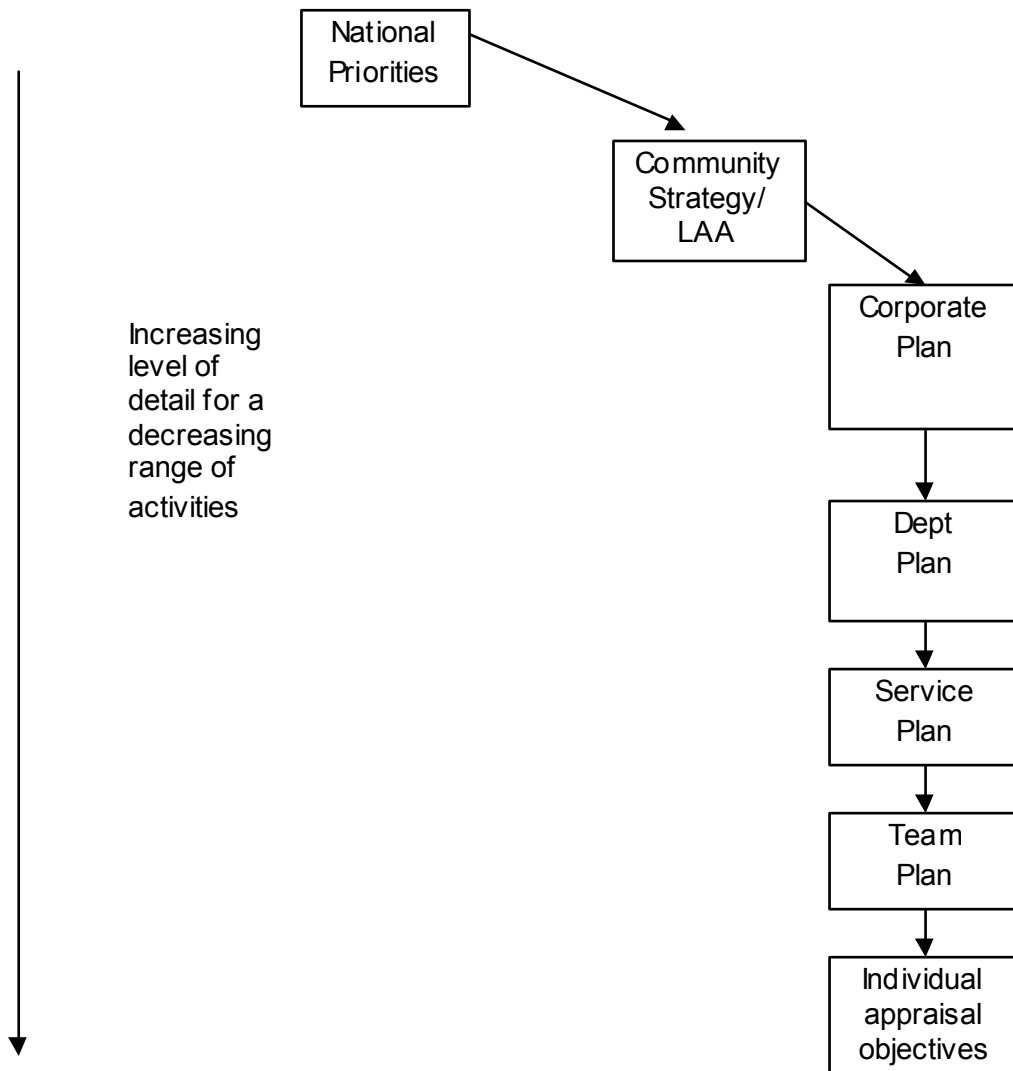 National
Priorities
Community
Strategy/
LAA
Corporate
Plan
Increasing
level of
detail for a
decreasing
range of
activities
Dept
Plan
Service
Plan
Team
Plan
Individual
appraisal
objectives